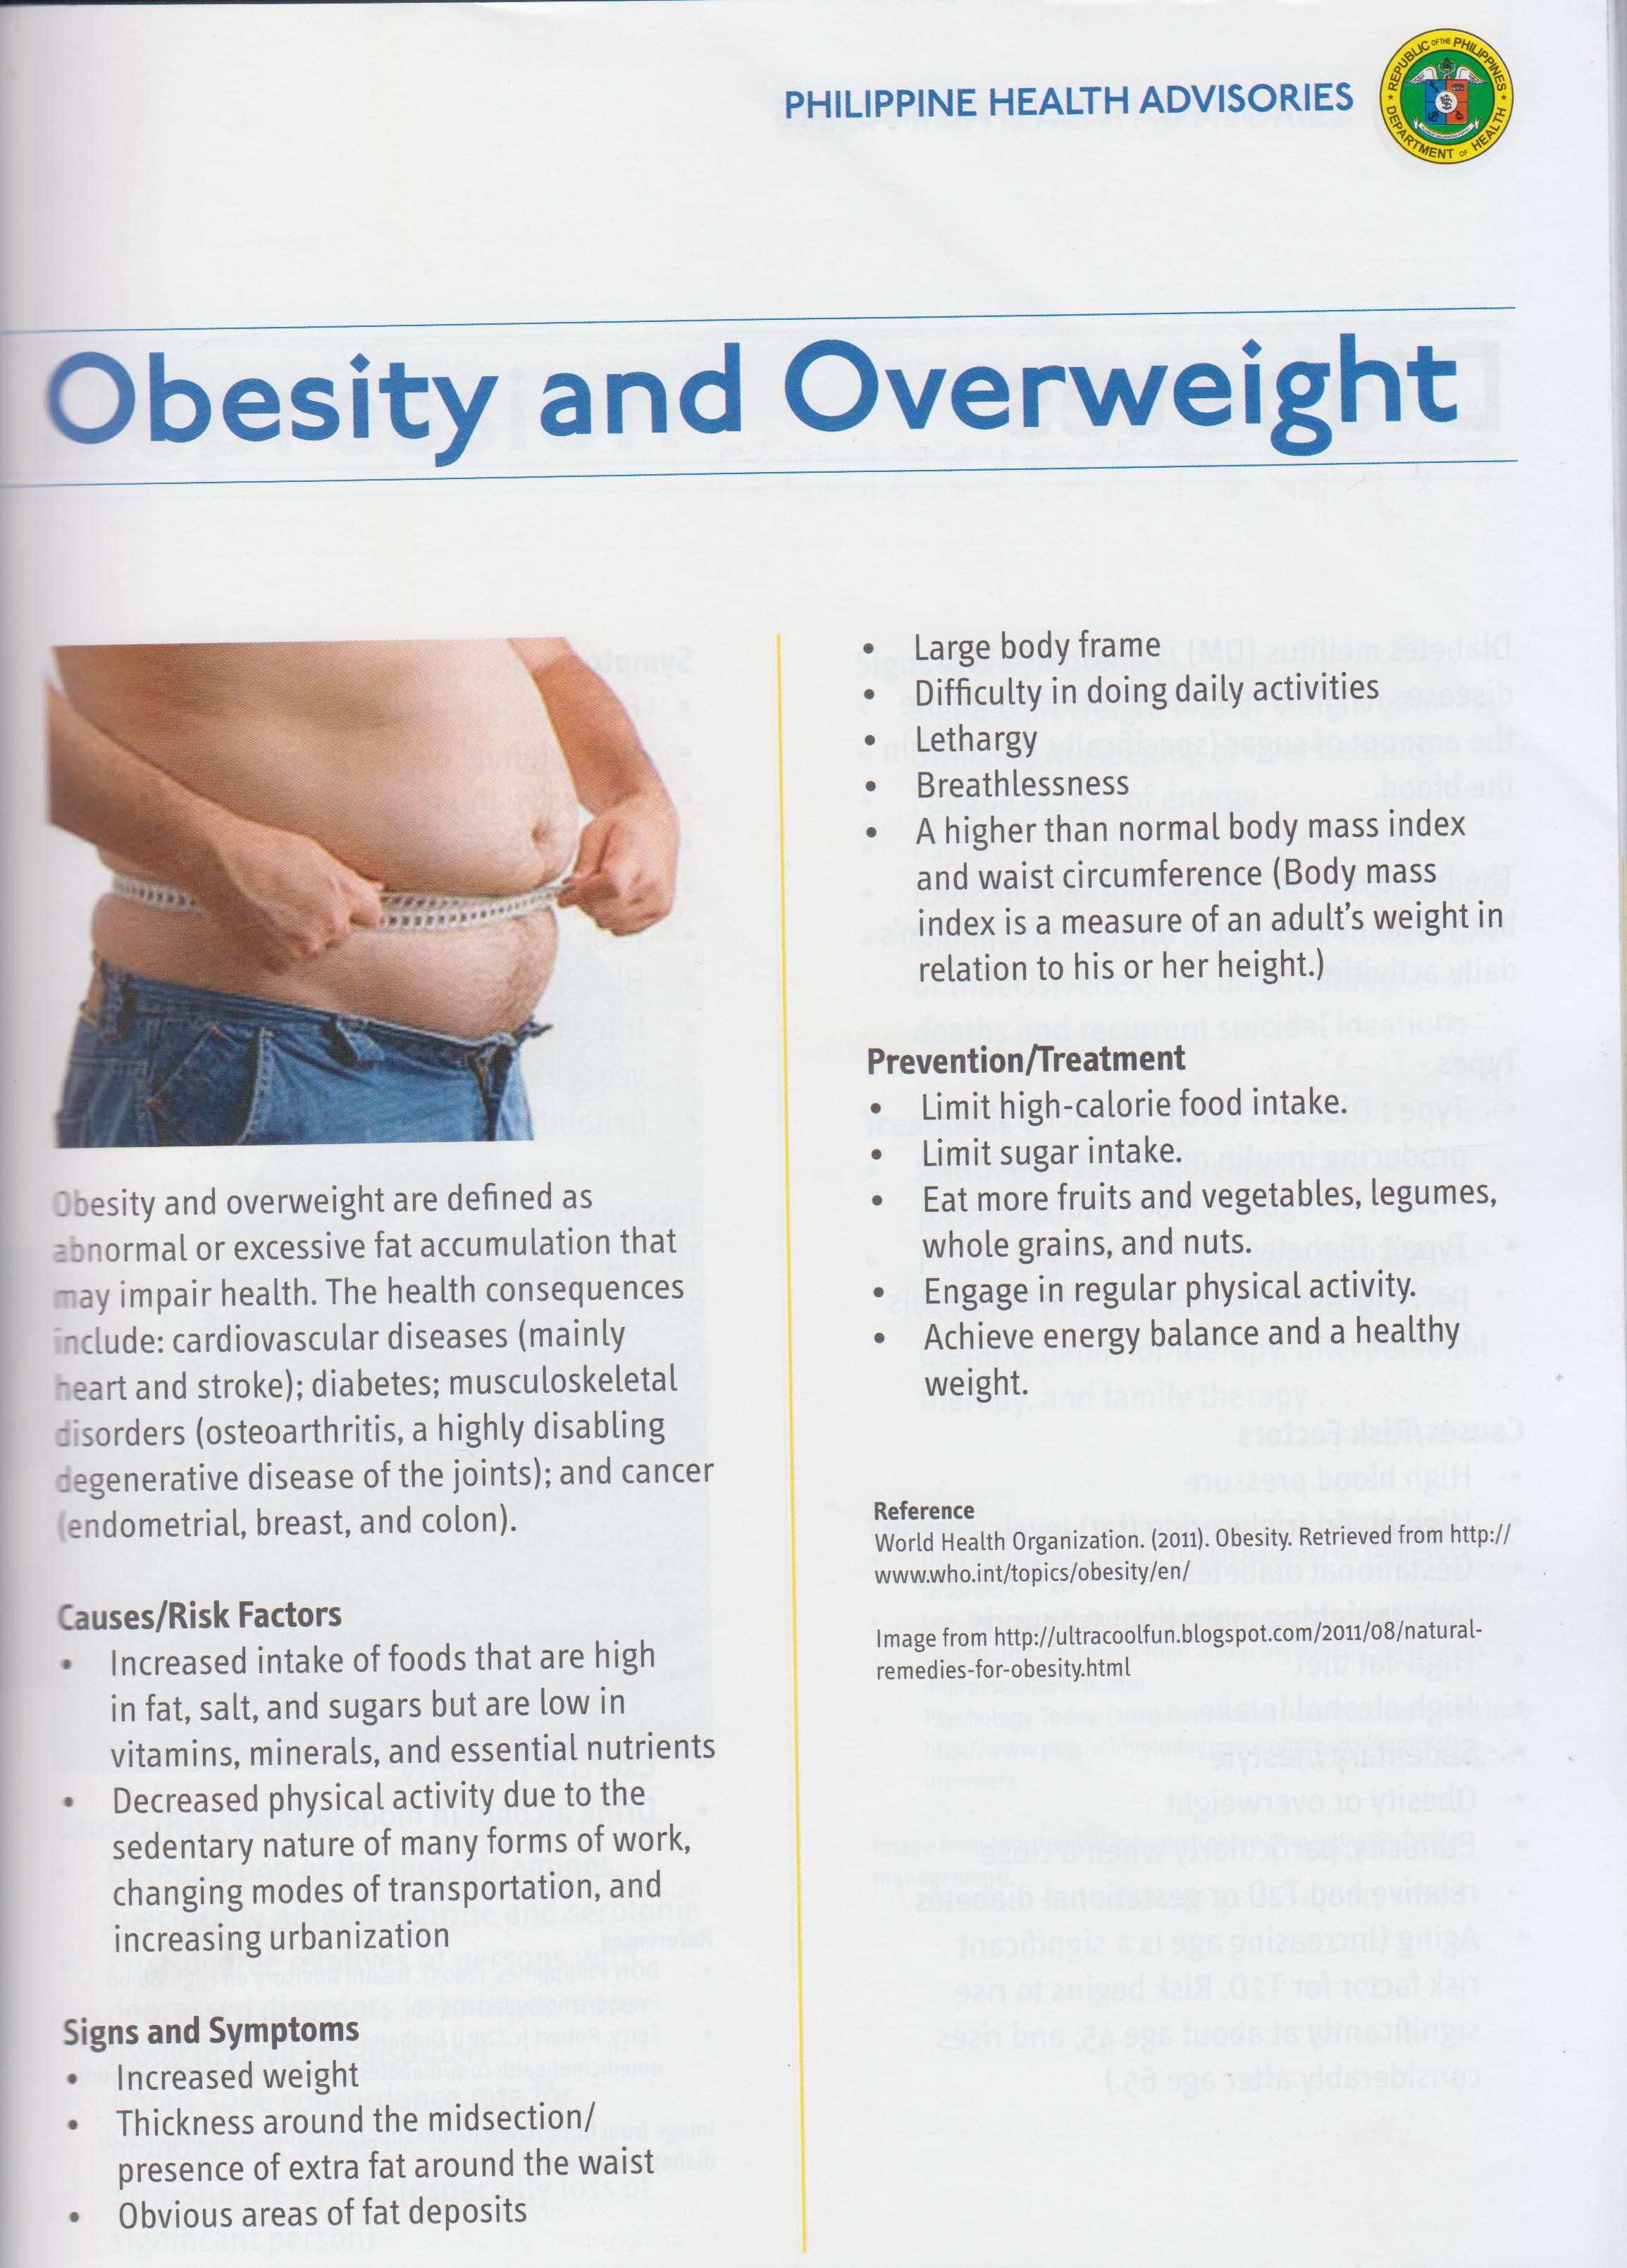 PHILIPPINE HEALTH ADVISORIES
REPUBLIC OF THE PHILIPPINES
DEPARTMENT OF HEALTH
Obesity and Overweight
Obesity and overweight are defined as
abnormal or excessive fat accumulation that
may impair health. The health consequences
include: cardiovascular diseases (mainly
heart and stroke); diabetes; musculoskeletal
disorders (osteoarthritis, a highly disabling
degenerative disease of the joints); and cancer
(endometrial, breast, and colon).
Causes/Risk Factors
• Increased intake of foods that are high
in fat, salt, and sugars but are low in
vitamins, minerals, and essential nutrients
• Decreased physical activity due to the
sedentary nature of many forms of work,
changing modes of transportation, and
increasing urbanization
Signs and Symptoms
• Increased weight
• Thickness around the midsection/
presence of extra fat around the waist
• Obvious areas of fat deposits
• Large body frame
• Difficulty in doing daily activities
• Lethargy
• Breathlessness
• A higher than normal body mass index
and waist circumference (Body mass
index is a measure of an adult's weight in
relation to his or her height.)
Prevention/Treatment
• Limit high-calorie food intake.
• Limit sugar intake.
• Eat more fruits and vegetables, legumes,
whole grains, and nuts.
• Engage in regular physical activity.
• Achieve energy balance and a healthy
weight.
Reference
World Health Organization. (2011). Obesity. Retrieved from http://
www.who.int/topics/obesity/en/
Image from http://ultracoolfun.blogspot.com/2011/08/natural-
remedies-for-obesity.html